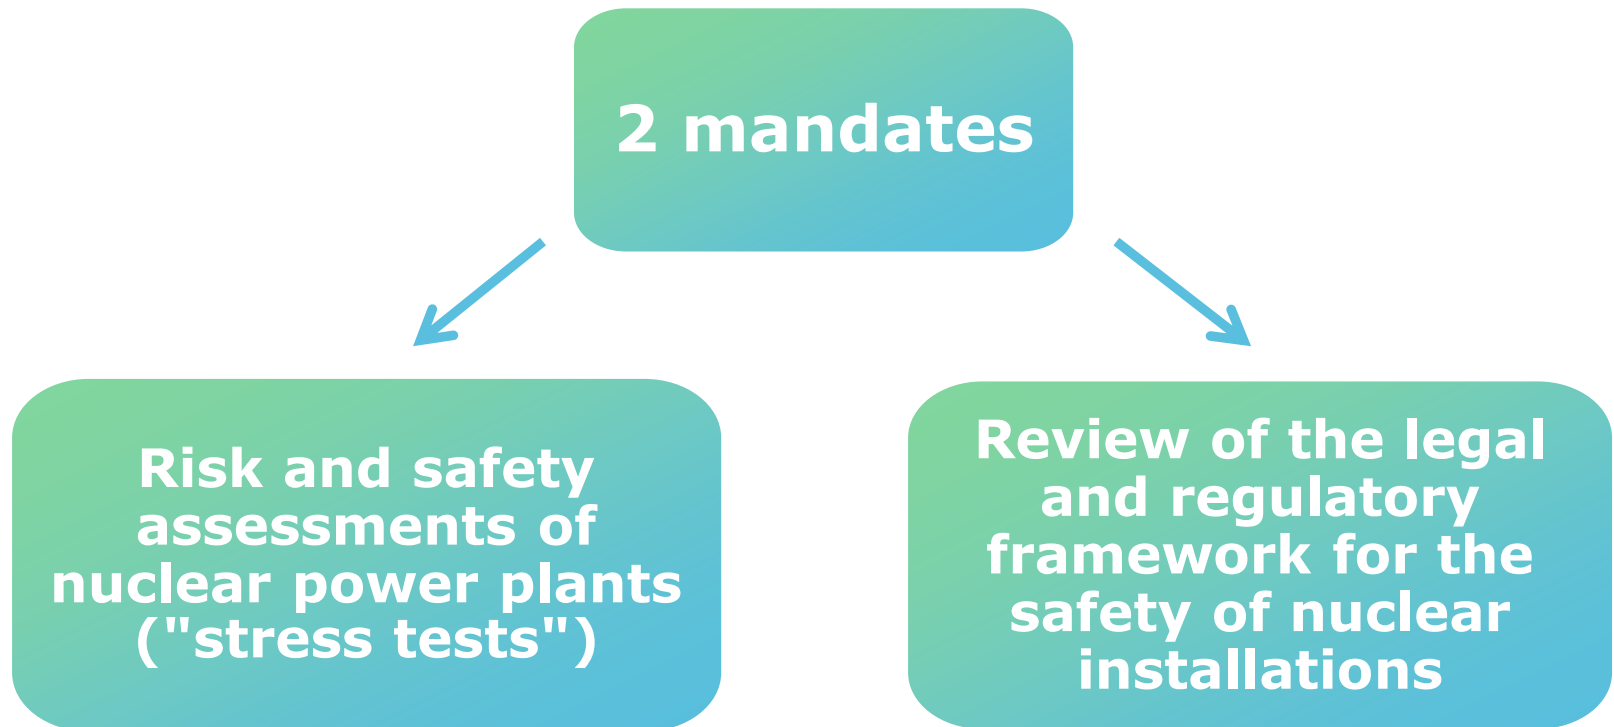 2 mandates
Risk and safety
assessments of
nuclear power plants
("stress tests")
Review of the legal
and regulatory
framework for the
safety of nuclear
installations